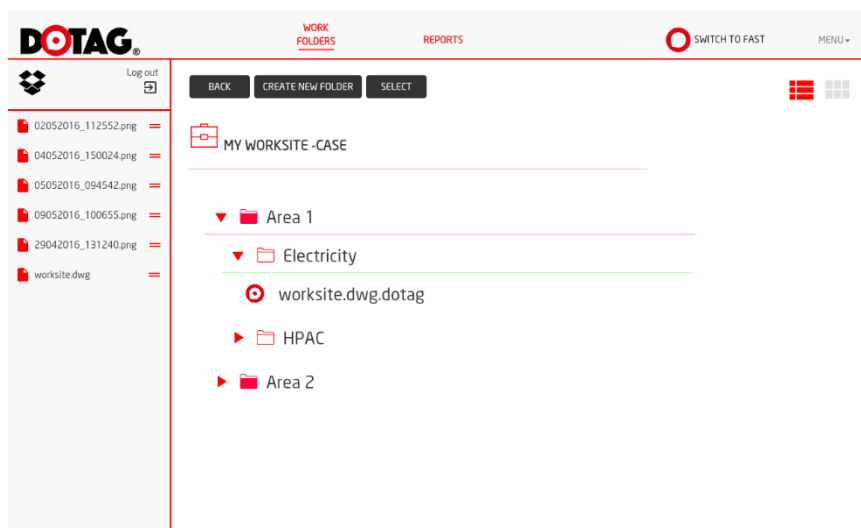 DOTAG®
WORK
FOLDERS
REPORTS
SWITCH TO FAST
MENU
Log out
BACK
CREATE NEW FOLDER
SELECT
02052016_112552.png
04052016_150024.png
05052016_094542.png
09052016_100655.png
29042016_131240.png
worksite.dwg
MY WORKSITE -CASE
Area 1
Electricity
worksite.dwg.dotag
HPAC
Area 2